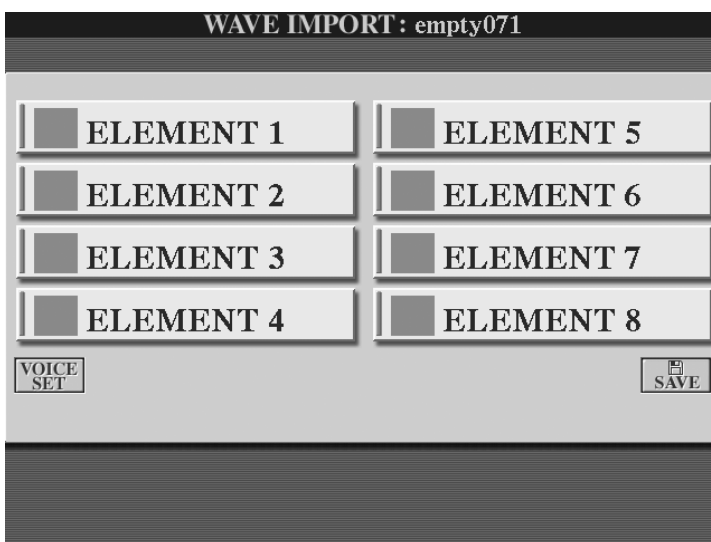 WAVE IMPORT: empty071
ELEMENT 1
ELEMENT 2
ELEMENT 3
ELEMENT 4
ELEMENT 5
ELEMENT 6
ELEMENT 7
ELEMENT 8
VOICE
SET
SAVE